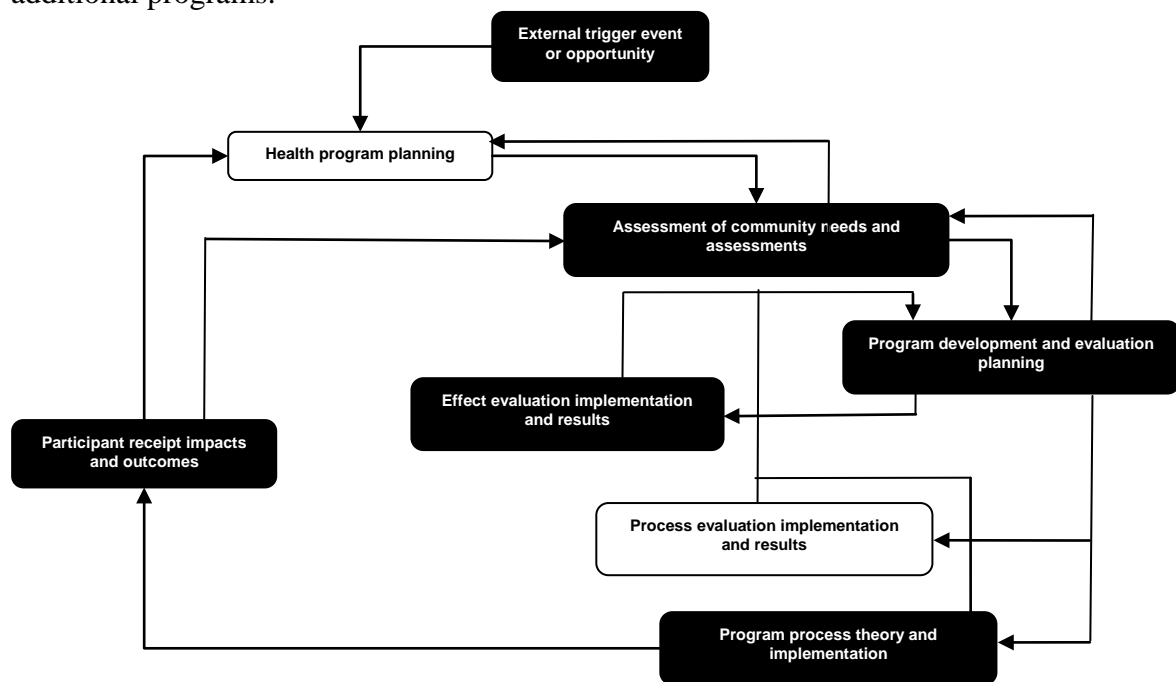 additional programs.
External trigger event
or opportunity
Health program planning
Assessment of community needs and
assessments
Program development and evaluation
planning
Effect evaluation implementation
and results
Participant receipt impacts
and outcomes
Process evaluation implementation
and results
Program process theory and
implementation